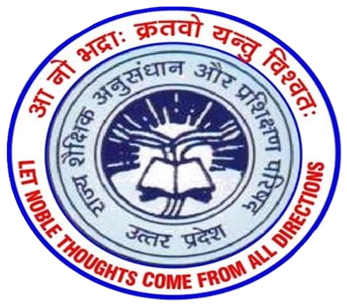 आ नो भद्राः क्रतवो यन्तु विश्वतः
राज्य शैक्षिक अनुसंधान और प्रशिक्षण परिषद
उत्तर प्रदेश
LET NOBLE THOUGHTS COME FROM ALL DIRECTIONS